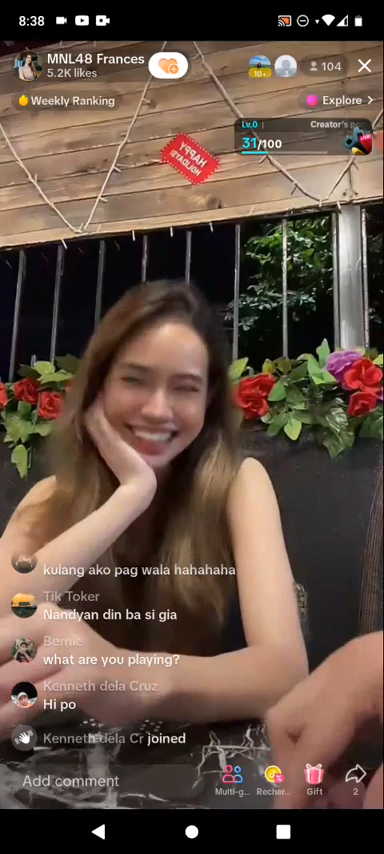 8:38
MNL48 Frances
5.2K likes
10+
3
104
Weekly Ranking
Explore >
Lv.0
Creator's p
31/100
HAPPY
HOLIDAYS!
kulang ako pag wala hahahaha
Tik Toker
Nandyan din ba si gia
Bernie
what are you playing?
Kenneth dela Cruz
Hi po
Kenneth dela Cr joined
Add comment
Multi-g...
Rechar...
Gift
2